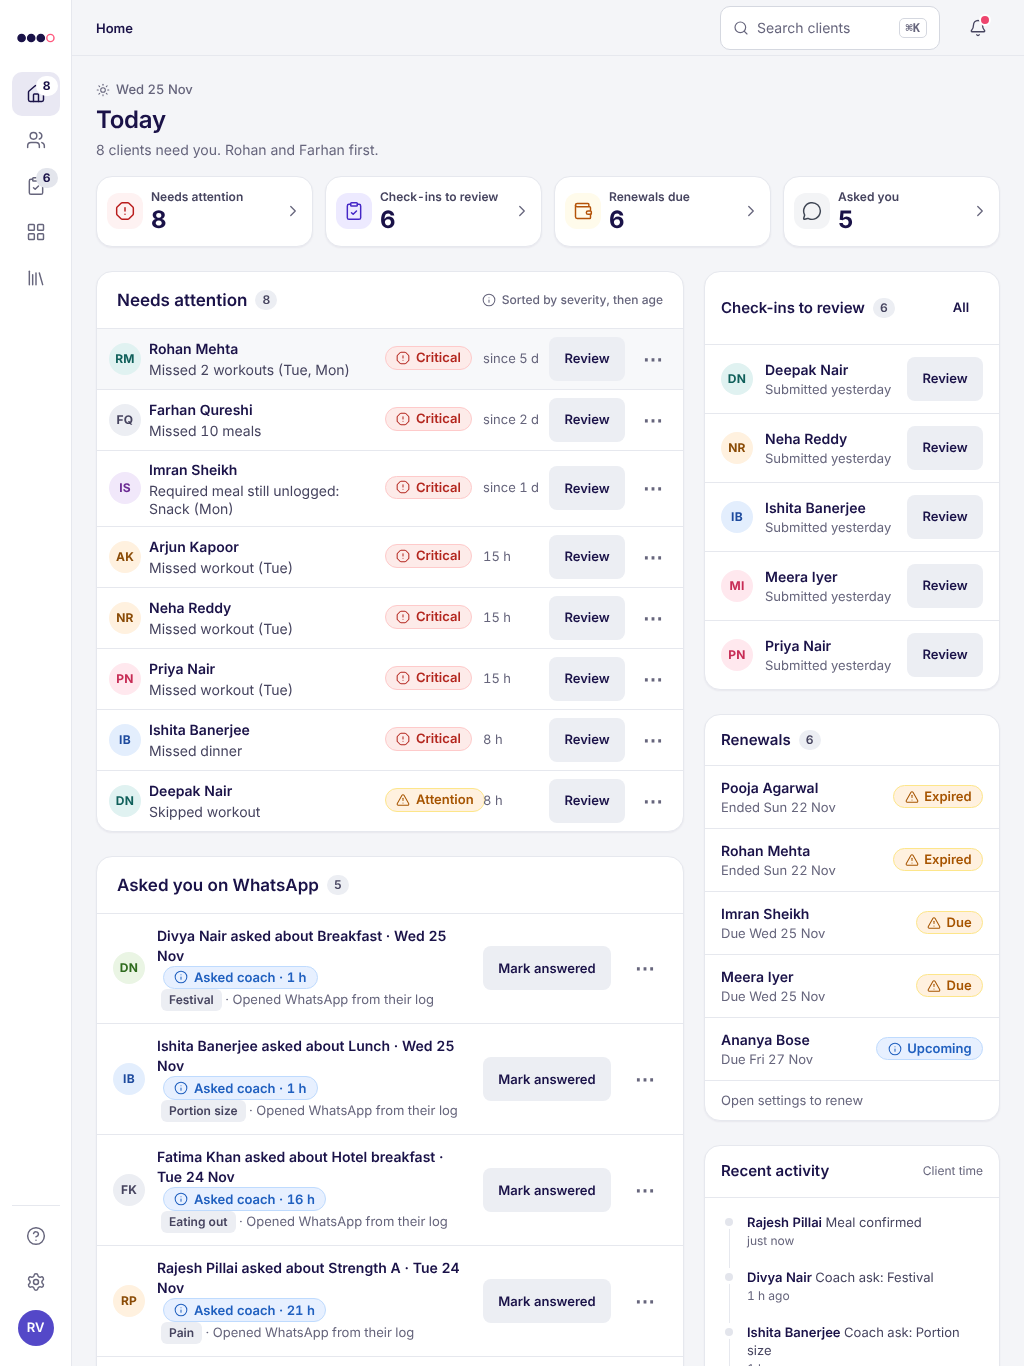 Home
Search clients
⌘K
8
6
Wed 25 Nov
Today
8 clients need you. Rohan and Farhan first.
Needs attention
8
Check-ins to review
6
Renewals due
6
Asked you
5
Needs attention 8
Sorted by severity, then age
RM
Rohan Mehta
Missed 2 workouts (Tue, Mon)
Critical
since 5 d
Review
FQ
Farhan Qureshi
Missed 10 meals
Critical
since 2 d
Review
IS
Imran Sheikh
Required meal still unlogged:
Snack (Mon)
Critical
since 1 d
Review
AK
Arjun Kapoor
Missed workout (Tue)
Critical
15 h
Review
NR
Neha Reddy
Missed workout (Tue)
Critical
15 h
Review
PN
Priya Nair
Missed workout (Tue)
Critical
15 h
Review
IB
Ishita Banerjee
Missed dinner
Critical
8 h
Review
DN
Deepak Nair
Skipped workout
Attention
8 h
Review
Asked you on WhatsApp 5
DN
Divya Nair asked about Breakfast · Wed 25
Nov
Asked coach · 1 h
Festival · Opened WhatsApp from their log
Mark answered
IB
Ishita Banerjee asked about Lunch · Wed 25
Nov
Asked coach · 1 h
Portion size · Opened WhatsApp from their log
Mark answered
FK
Fatima Khan asked about Hotel breakfast ·
Tue 24 Nov
Asked coach · 16 h
Eating out · Opened WhatsApp from their log
Mark answered
RP
Rajesh Pillai asked about Strength A · Tue 24
Nov
Asked coach · 21 h
Pain · Opened WhatsApp from their log
Mark answered
Check-ins to review 6
All
DN
Deepak Nair
Submitted yesterday
Review
NR
Neha Reddy
Submitted yesterday
Review
IB
Ishita Banerjee
Submitted yesterday
Review
MI
Meera Iyer
Submitted yesterday
Review
PN
Priya Nair
Submitted yesterday
Review
Renewals 6
Pooja Agarwal
Ended Sun 22 Nov
Expired
Rohan Mehta
Ended Sun 22 Nov
Expired
Imran Sheikh
Due Wed 25 Nov
Due
Meera Iyer
Due Wed 25 Nov
Due
Ananya Bose
Due Fri 27 Nov
Upcoming
Open settings to renew
Recent activity
Client time
Rajesh Pillai Meal confirmed
just now
Divya Nair Coach ask: Festival
1 h ago
Ishita Banerjee Coach ask: Portion
size
RV